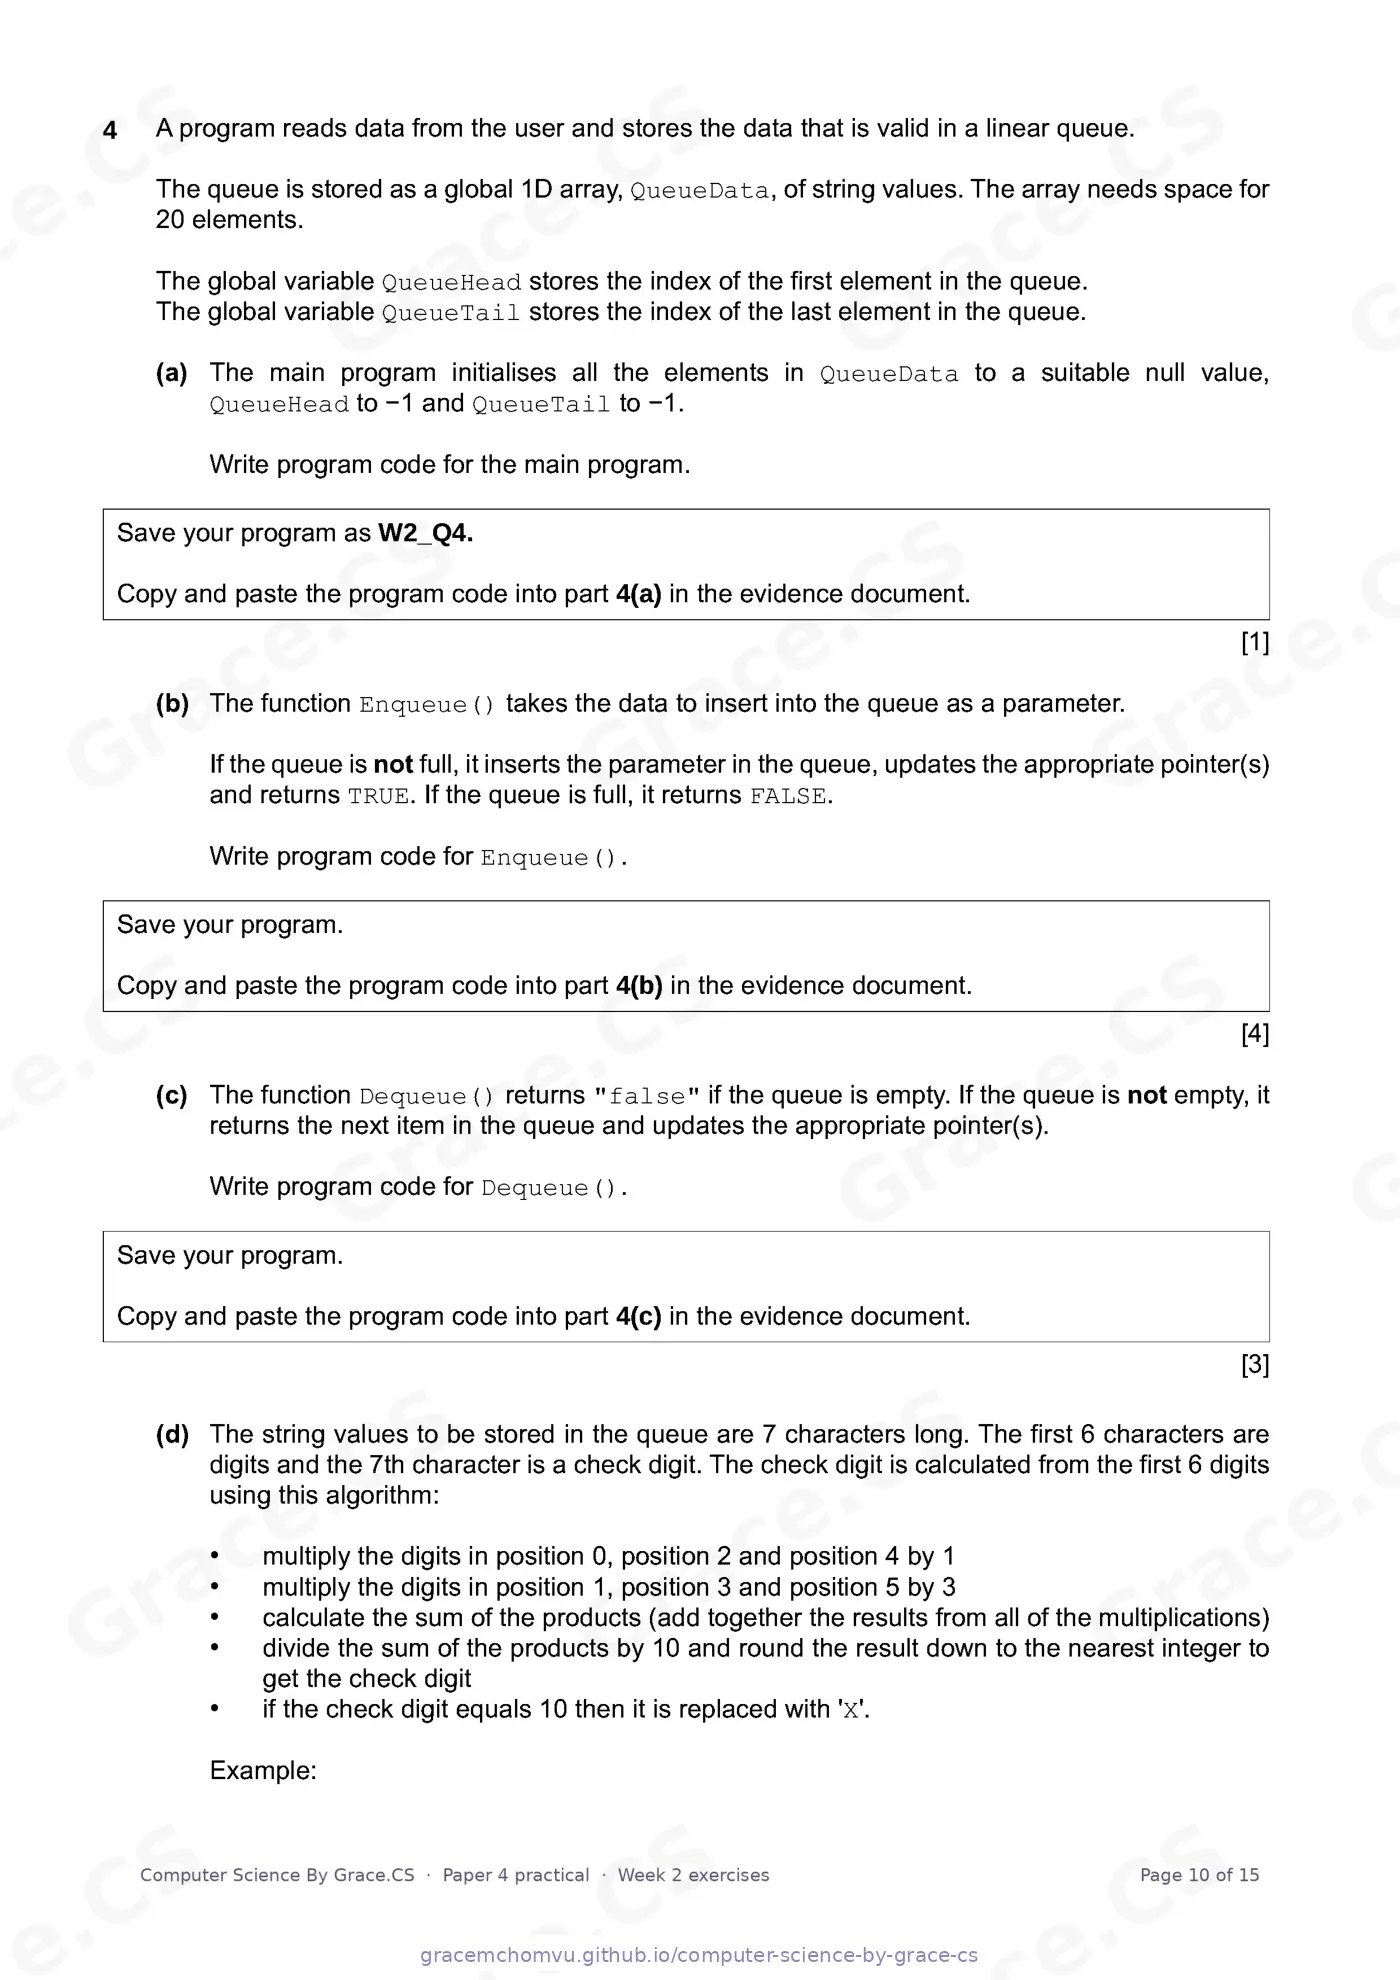 4 A program reads data from the user and stores the data that is valid in a linear queue.
The queue is stored as a global 1D array, QueueData, of string values. The array needs space for
20 elements.
The global variable QueueHead stores the index of the first element in the queue.
The global variable QueueTail stores the index of the last element in the queue.
(a) The main program initialises all the elements in QueueData to a suitable null value,
QueueHead to −1 and QueueTail to −1.
Write program code for the main program.
Save your program as W2_Q4.
Copy and paste the program code into part 4(a) in the evidence document.
[1]
(b) The function Enqueue() takes the data to insert into the queue as a parameter.
If the queue is not full, it inserts the parameter in the queue, updates the appropriate pointer(s)
and returns TRUE. If the queue is full, it returns FALSE.
Write program code for Enqueue().
Save your program.
Copy and paste the program code into part 4(b) in the evidence document.
[4]
(c) The function Dequeue() returns "false" if the queue is empty. If the queue is not empty, it
returns the next item in the queue and updates the appropriate pointer(s).
Write program code for Dequeue().
Save your program.
Copy and paste the program code into part 4(c) in the evidence document.
[3]
(d) The string values to be stored in the queue are 7 characters long. The first 6 characters are
digits and the 7th character is a check digit. The check digit is calculated from the first 6 digits
using this algorithm:
• multiply the digits in position 0, position 2 and position 4 by 1
• multiply the digits in position 1, position 3 and position 5 by 3
• calculate the sum of the products (add together the results from all of the multiplications)
• divide the sum of the products by 10 and round the result down to the nearest integer to
get the check digit
• if the check digit equals 10 then it is replaced with 'X'.
Example:
Computer Science By Grace.CS · Paper 4 practical · Week 2 exercises Page 10 of 15
gracemchomvu.github.io/computer-science-by-grace-cs